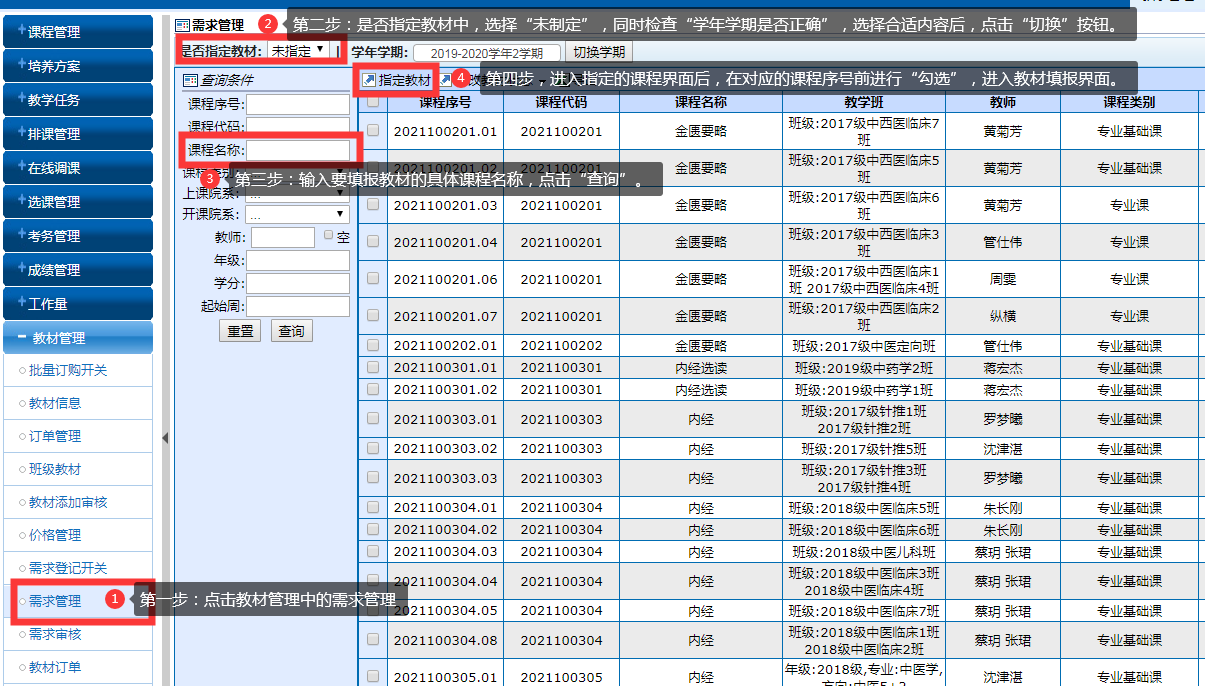 课程管理
培养方案
教学任务
排课管理
在线调课
选课管理
考务管理
成绩管理
工作量
教材管理
批量订购开关
教材信息
订单管理
班级教材
教材添加审核
价格管理
需求登记开关
需求管理
需求审核
教材订单
1 第一步：点击教材管理中的需求管理
需求管理
2 第二步：是否指定教材中，选择“未制定”，同时检查“学年学期是否正确”，选择合适内容后，点击“切换”按钮。
是否指定教材: 未指定
学年学期: 2019-2020学年2学期 切换学期
查询条件
课程序号:
课程代码:
课程名称:
3 第三步：输入要填报教材的具体课程名称，点击“查询”。
上课院系: ...
开课院系: ...
教师: 空
年级:
学分:
起始周:
重置 查询
指定教材
4 第四步，进入指定的课程界面后，在对应的课程序号前进行“勾选”，进入教材填报界面。
课程序号 课程代码 课程名称 教学班 教师 课程类别
2021100201.01 2021100201 金匮要略 班级:2017级中西医临床7班 黄菊芳 专业基础课
2021100201.02 2021100201 金匮要略 班级:2017级中西医临床5班 黄菊芳 专业基础课
2021100201.03 2021100201 金匮要略 班级:2017级中西医临床6班 黄菊芳 专业课
2021100201.04 2021100201 金匮要略 班级:2017级中西医临床3班 管仕伟 专业课
2021100201.06 2021100201 金匮要略 班级:2017级中西医临床1班 2017级中西医临床4班 周雯 专业课
2021100201.07 2021100201 金匮要略 班级:2017级中西医临床2班 纵横 专业课
2021100202.01 2021100202 金匮要略 班级:2017级中医定向班 管仕伟 专业基础课
2021100301.01 2021100301 内经选读 班级:2019级中药学2班 蒋宏杰 专业基础课
2021100301.02 2021100301 内经选读 班级:2019级中药学1班 蒋宏杰 专业基础课
2021100303.01 2021100303 内经 班级:2017级针推1班 2017级针推2班 罗梦曦 专业基础课
2021100303.02 2021100303 内经 班级:2017级针推5班 沈津湛 专业基础课
2021100303.03 2021100303 内经 班级:2017级针推3班 2017级针推4班 罗梦曦 专业基础课
2021100304.01 2021100304 内经 班级:2018级中医临床5班 朱长刚 专业基础课
2021100304.02 2021100304 内经 班级:2018级中医临床6班 朱长刚 专业基础课
2021100304.03 2021100304 内经 班级:2018级中医儿科班 蔡玥 张珺 专业基础课
2021100304.04 2021100304 内经 班级:2018级中医临床3班 2018级中医临床4班 蔡玥 张珺 专业基础课
2021100304.05 2021100304 内经 班级:2018级中医临床7班 蔡玥 张珺 专业基础课
2021100304.08 2021100304 内经 班级:2018级中医临床1班 2018级中医临床2班 蔡玥 张珺 专业基础课
2021100305.01 2021100305 内经 年级:2018级,专业:中医学, 沈津湛 专业基础课